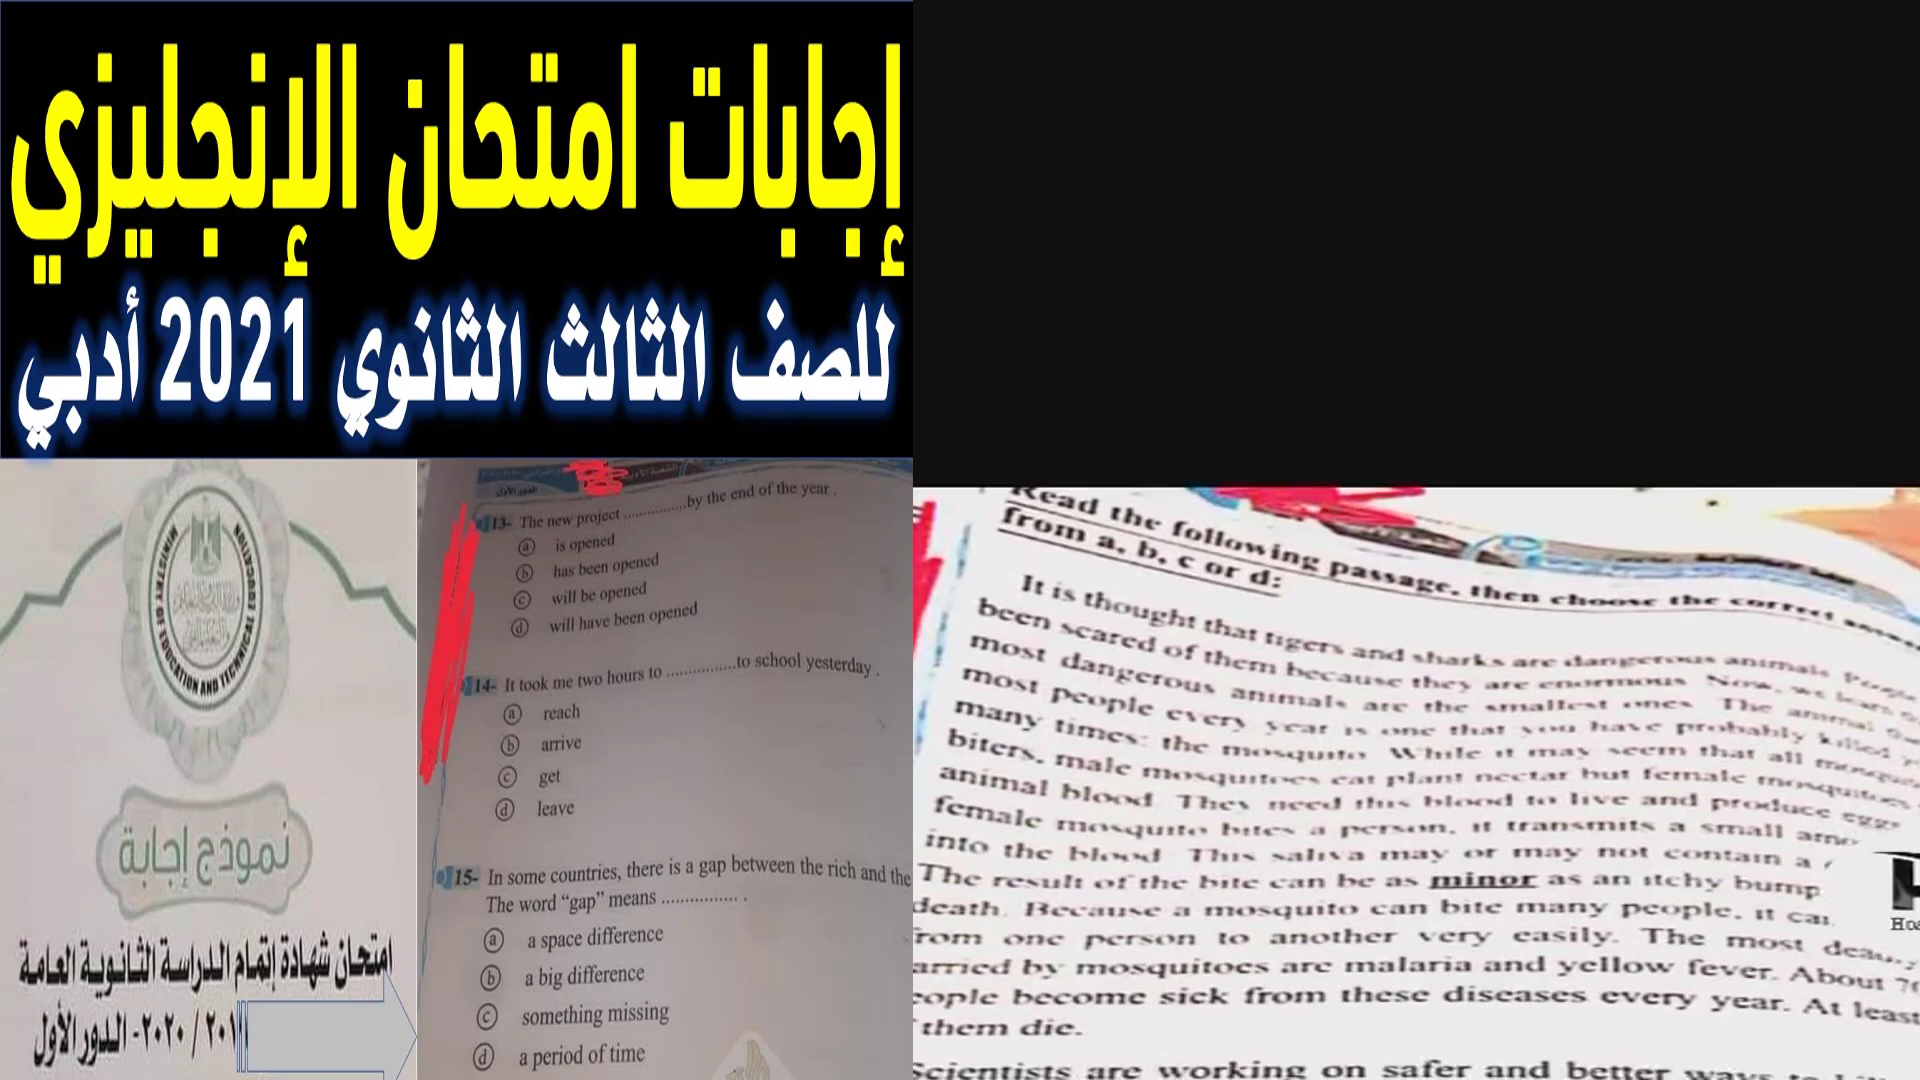 إجابات امتحان الإنجليزي
للصف الثالث الثانوي 2021 أدبي
MINISTRY OF EDUCATION AND TECHNICAL EDUCATION
نموذج إجابة
امتحان شهادة إتمام الدراسة الثانوية العامة
٢٠٢٠ - الدور الأول
الدور الأول
13- The new project ...............by the end of the year .
a is opened
b has been opened
c will be opened
d will have been opened
14- It took me two hours to ...............to school yesterday .
a reach
b arrive
c get
d leave
15- In some countries, there is a gap between the rich and the
The word “gap” means ................ .
a a space difference
b a big difference
c something missing
d a period of time
Read the following passage, then choose the correct
from a, b, c or d:
It is thought that tigers and sharks are dangerous animals. People
been scared of them because they are enormous. Now, we learn
most dangerous animals are the smallest ones. The animal
most people every year is one that you have probably killed
many times: the mosquito. While it may seem that all
biters, male mosquitoes eat plant nectar but female mosquitoes
animal blood. They need this blood to live and produce
female mosquito bites a person, it transmits a small
into the blood. This saliva may or may not contain a
The result of the bite can be as minor as an itchy bump
death. Because a mosquito can bite many people, it
from one person to another very easily. The most
arried by mosquitoes are malaria and yellow fever. About
eople become sick from these diseases every year. At least
them die.
Scientists are working on safer and better ways to